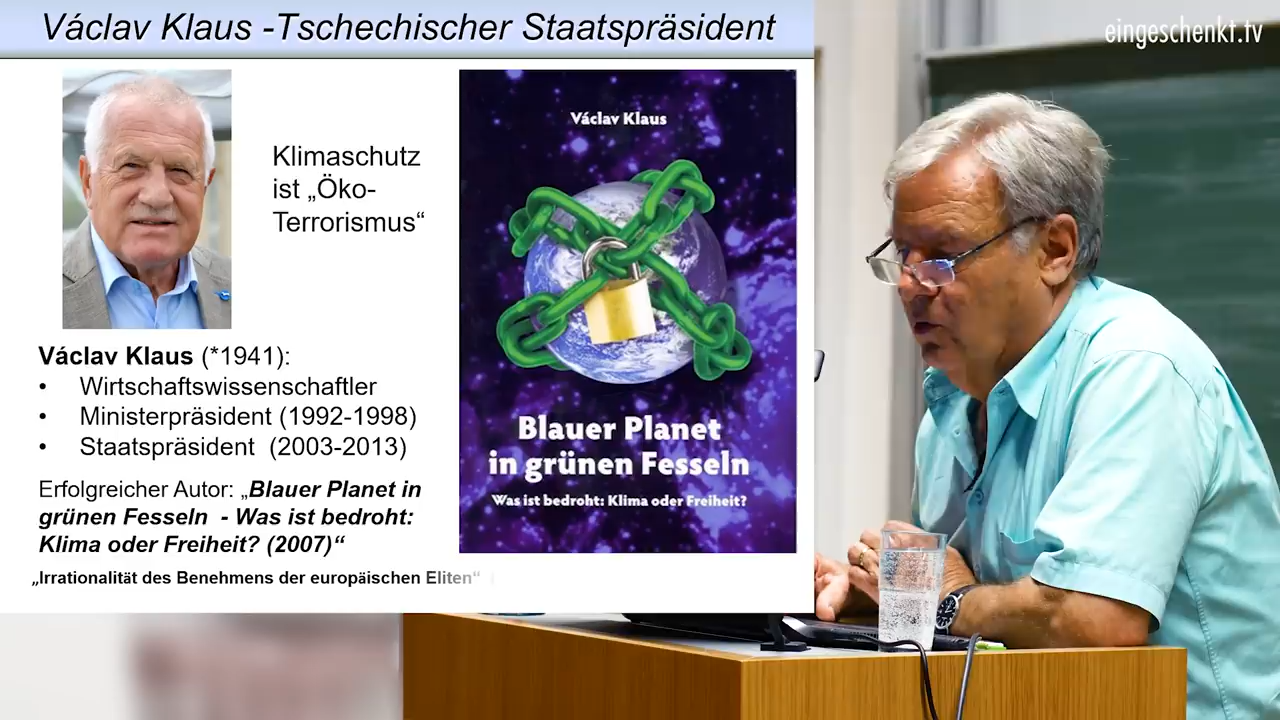 Václav Klaus -Tschechischer Staatspräsident
eingeschenkt.tv
Klimaschutz
ist „Öko-
Terrorismus“
Václav Klaus (*1941):
• Wirtschaftswissenschaftler
• Ministerpräsident (1992-1998)
• Staatspräsident (2003-2013)
Erfolgreicher Autor: „Blauer Planet in
grünen Fesseln - Was ist bedroht:
Klima oder Freiheit? (2007)“
„Irrationalität des Benehmens der europäischen Eliten“
Václav Klaus
Blauer Planet
in grünen Fesseln
Was ist bedroht: Klima oder Freiheit?